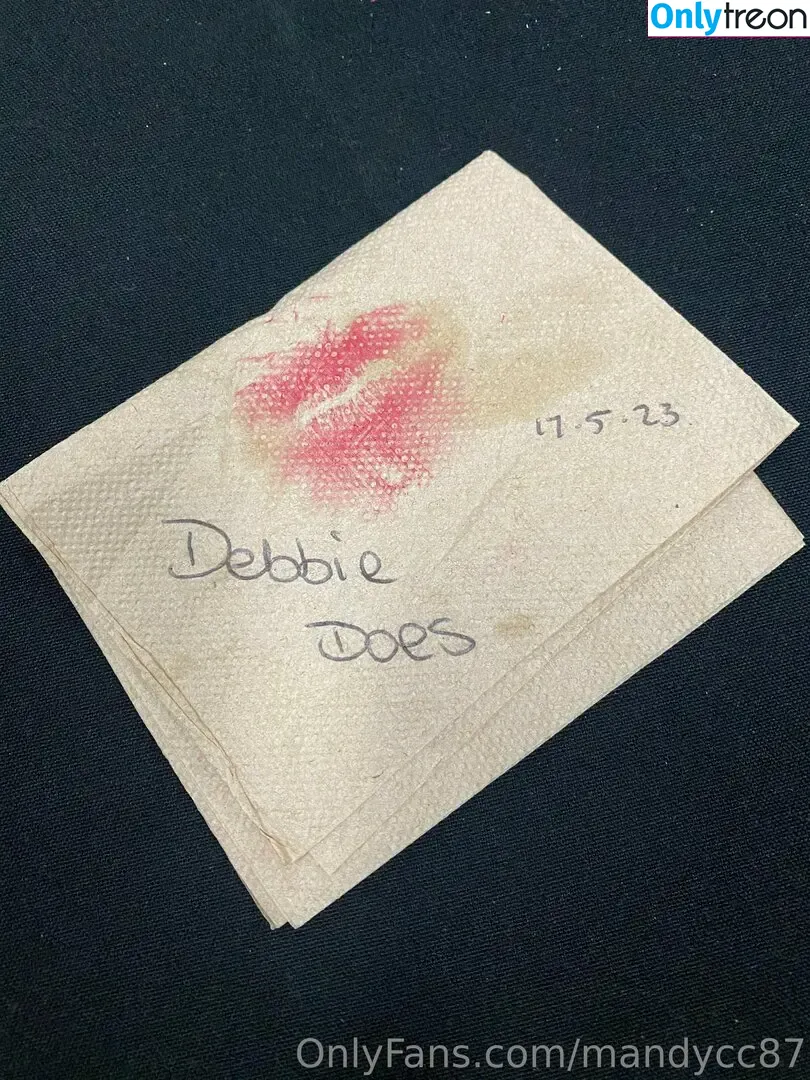 Onlytreon
17.5.23
Debbie
Does
OnlyFans.com/mandycc87